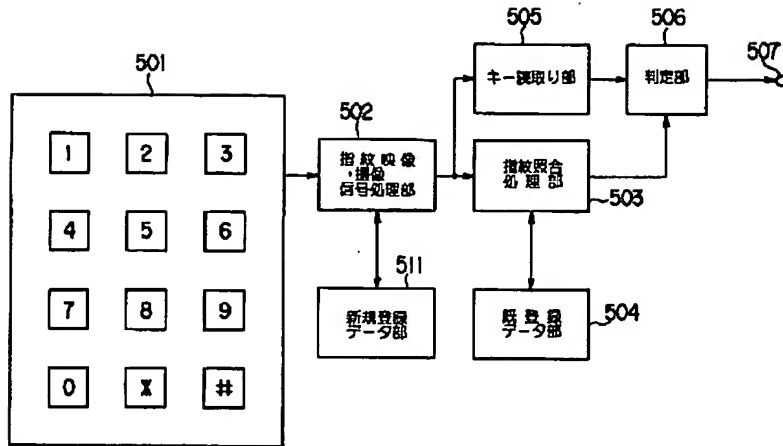 501
1 2 3
4 5 6
7 8 9
0 * #
502
指紋映像
・撮像
信号処理部
511
新規登録
データ部
505
キー読取り部
506
判定部
507
指紋照合
処理部
503
既登録
データ部
504